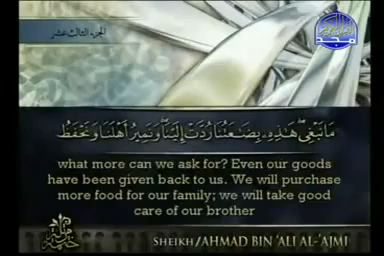 الجزء الثالث عشر
المجد
مَا نَبْغِي هَٰذِهِ بِضَاعَتُنَا رُدَّتْ إِلَيْنَا وَنَمِيرُ أَهْلَنَا وَنَحْفَظُ
what more can we ask for? Even our goods
have been given back to us. We will purchase
more food for our family; we will take good
care of our brother
SHEIKH/AHMAD BIN 'ALI AL-'AJMI